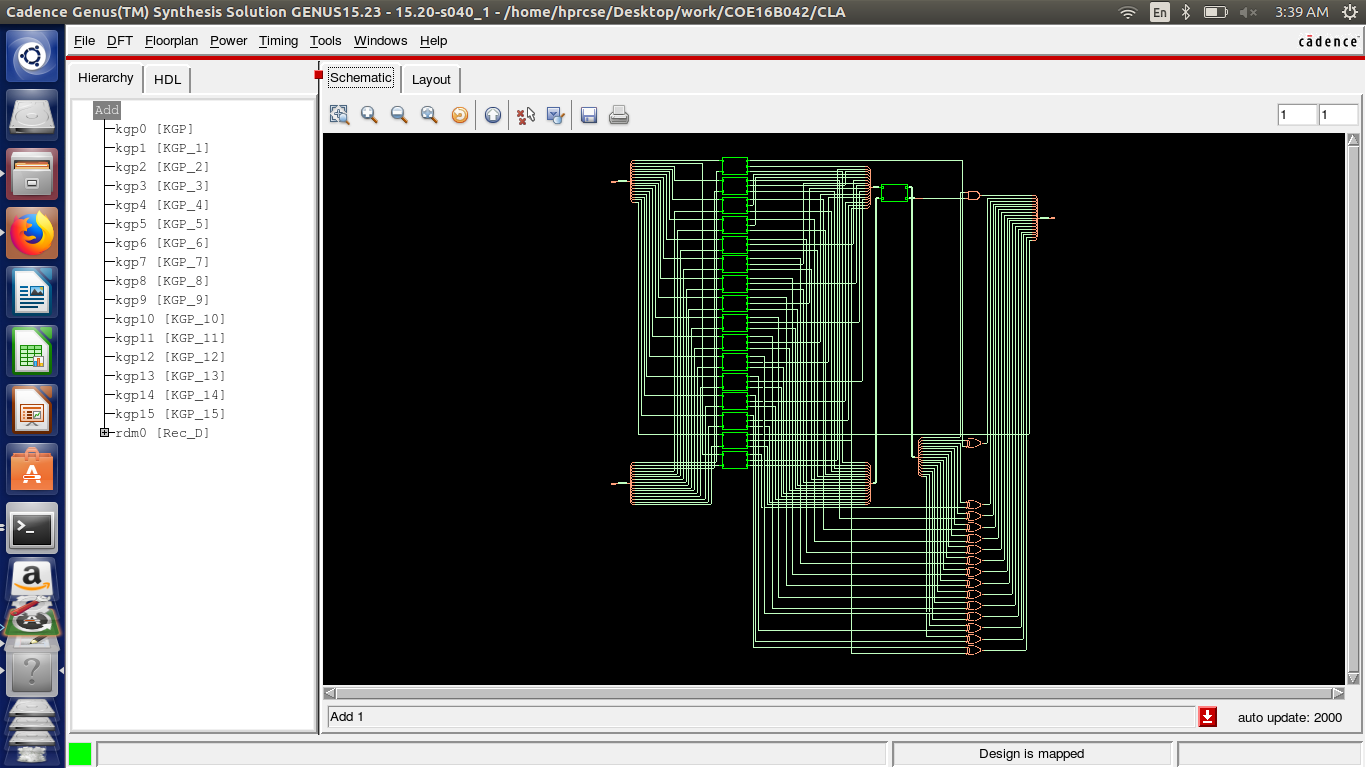 Cadence Genus(TM) Synthesis Solution GENUS15.23 - 15.20-s040_1 - /home/hprcse/Desktop/work/COE16B042/CLA
En
3:39 AM
File DFT Floorplan Power Timing Tools Windows Help
cādence
Hierarchy HDL
Schematic Layout
1 1
Add
kgp0 [KGP]
kgp1 [KGP_1]
kgp2 [KGP_2]
kgp3 [KGP_3]
kgp4 [KGP_4]
kgp5 [KGP_5]
kgp6 [KGP_6]
kgp7 [KGP_7]
kgp8 [KGP_8]
kgp9 [KGP_9]
kgp10 [KGP_10]
kgp11 [KGP_11]
kgp12 [KGP_12]
kgp13 [KGP_13]
kgp14 [KGP_14]
kgp15 [KGP_15]
rdm0 [Rec_D]
Add 1
auto update: 2000
Design is mapped